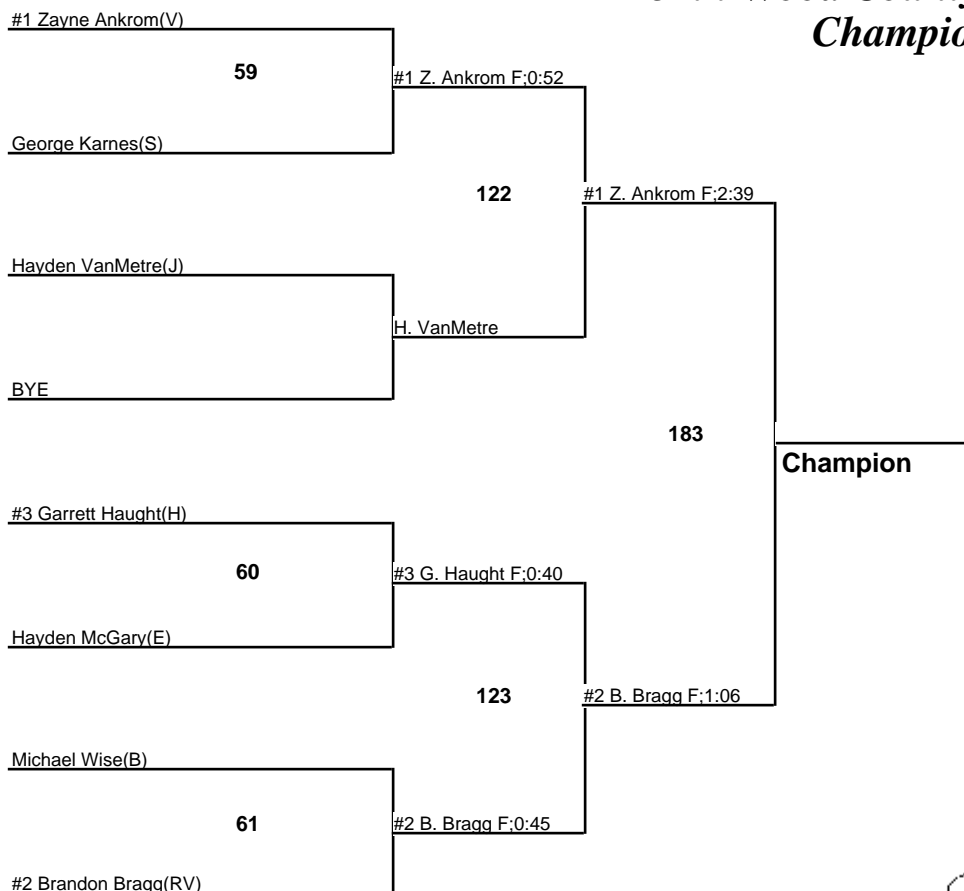 #1 Zayne Ankrom(V)
Champio
59
#1 Z. Ankrom F;0:52
George Karnes(S)
122
#1 Z. Ankrom F;2:39
Hayden VanMetre(J)
H. VanMetre
BYE
183
Champion
#3 Garrett Haught(H)
60
#3 G. Haught F;0:40
Hayden McGary(E)
123
#2 B. Bragg F;1:06
Michael Wise(B)
61
#2 B. Bragg F;0:45
#2 Brandon Bragg(RV)